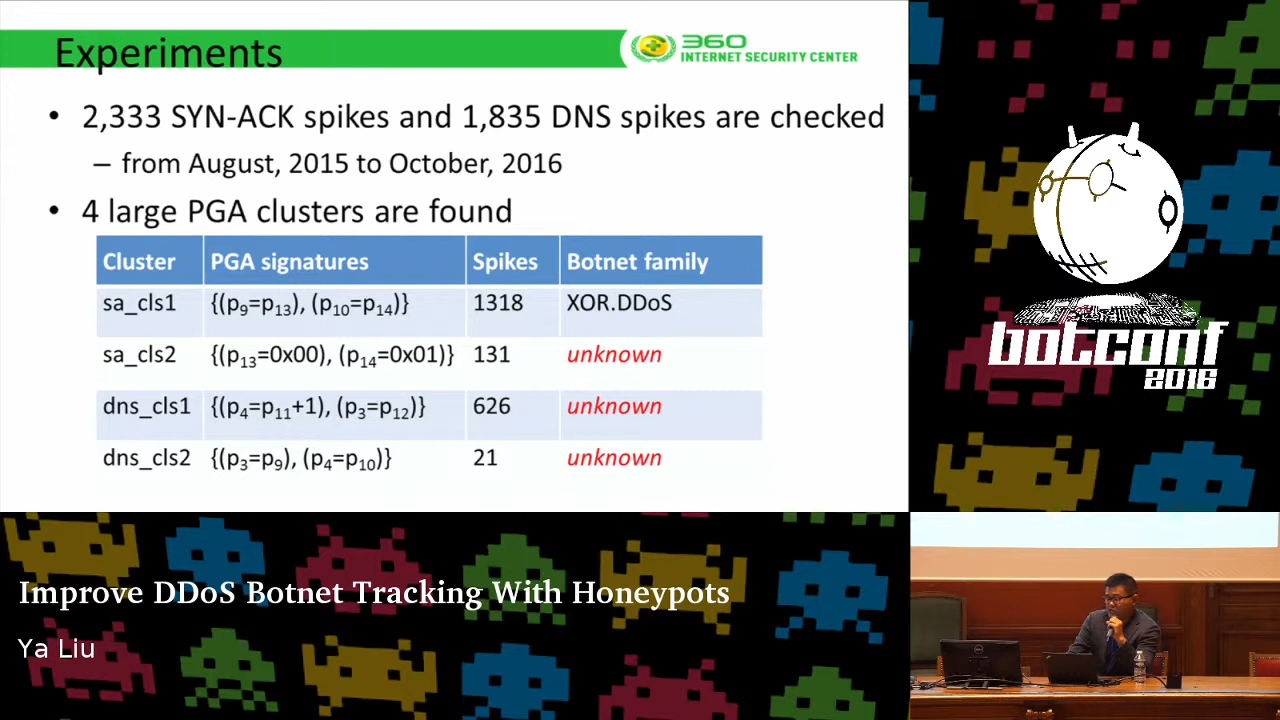 Experiments
360
INTERNET SECURITY CENTER
• 2,333 SYN-ACK spikes and 1,835 DNS spikes are checked
– from August, 2015 to October, 2016
• 4 large PGA clusters are found
Cluster PGA signatures Spikes Botnet family
sa_cls1 {(p₉=p₁₃), (p₁₀=p₁₄)} 1318 XOR.DDoS
sa_cls2 {(p₁₃=0x00), (p₁₄=0x01)} 131 unknown
dns_cls1 {(p₄=p₁₁+1), (p₃=p₁₂)} 626 unknown
dns_cls2 {(p₃=p₉), (p₄=p₁₀)} 21 unknown
botconf
2016
Improve DDoS Botnet Tracking With Honeypots
Ya Liu